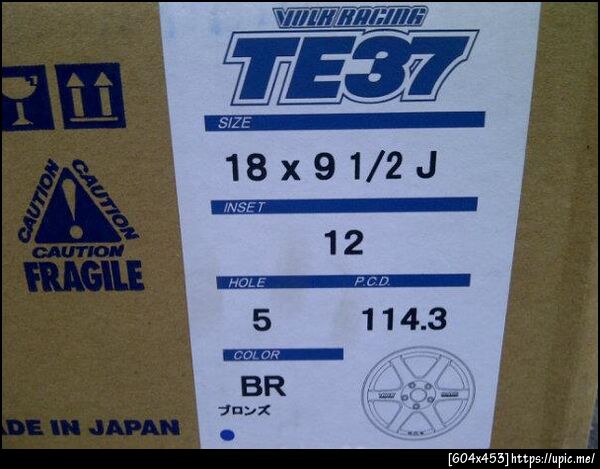 VOLK RACING
TE37
SIZE
18 x 9 1/2 J
INSET
12
HOLE P.C.D.
5 114.3
COLOR
BR
ブロンズ
CAUTION
CAUTION
CAUTION
FRAGILE
ADE IN JAPAN
[604x453]https://upic.me/